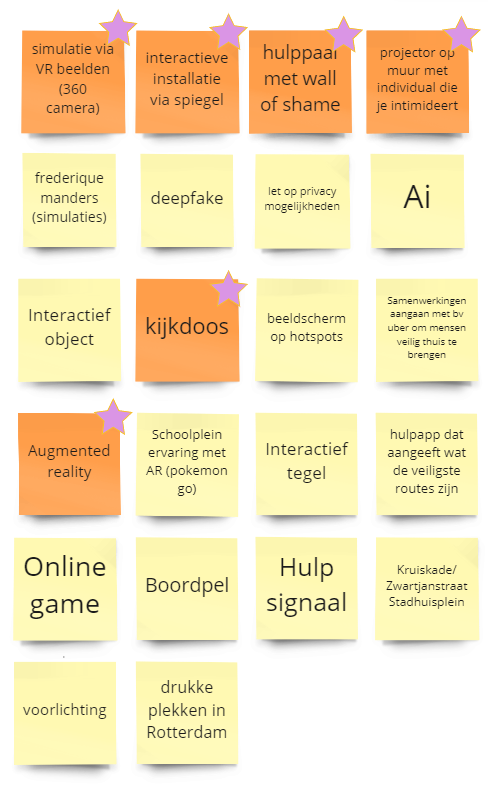 simulatie via
VR beelden
(360
camera)
interactieve
installatie
via spiegel
hulppaal
met wall
of shame
projector op
muur met
individual die
je intimideert
frederique
manders
(simulaties)
deepfake
let op privacy
mogelijkheden
Ai
Interactief
object
kijkdoos
beeldscherm
op hotspots
Samenwerkingen
aangaan met bv
uber om mensen
veilig thuis te
brengen
Augmented
reality
Schoolplein
ervaring met
AR (pokemon
go)
Interactief
tegel
hulpapp dat
aangeeft wat
de veiligste
routes zijn
Online
game
Boordpel
Hulp
signaal
Kruiskade/
Zwartjanstraat
Stadhuisplein
voorlichting
drukke
plekken in
Rotterdam